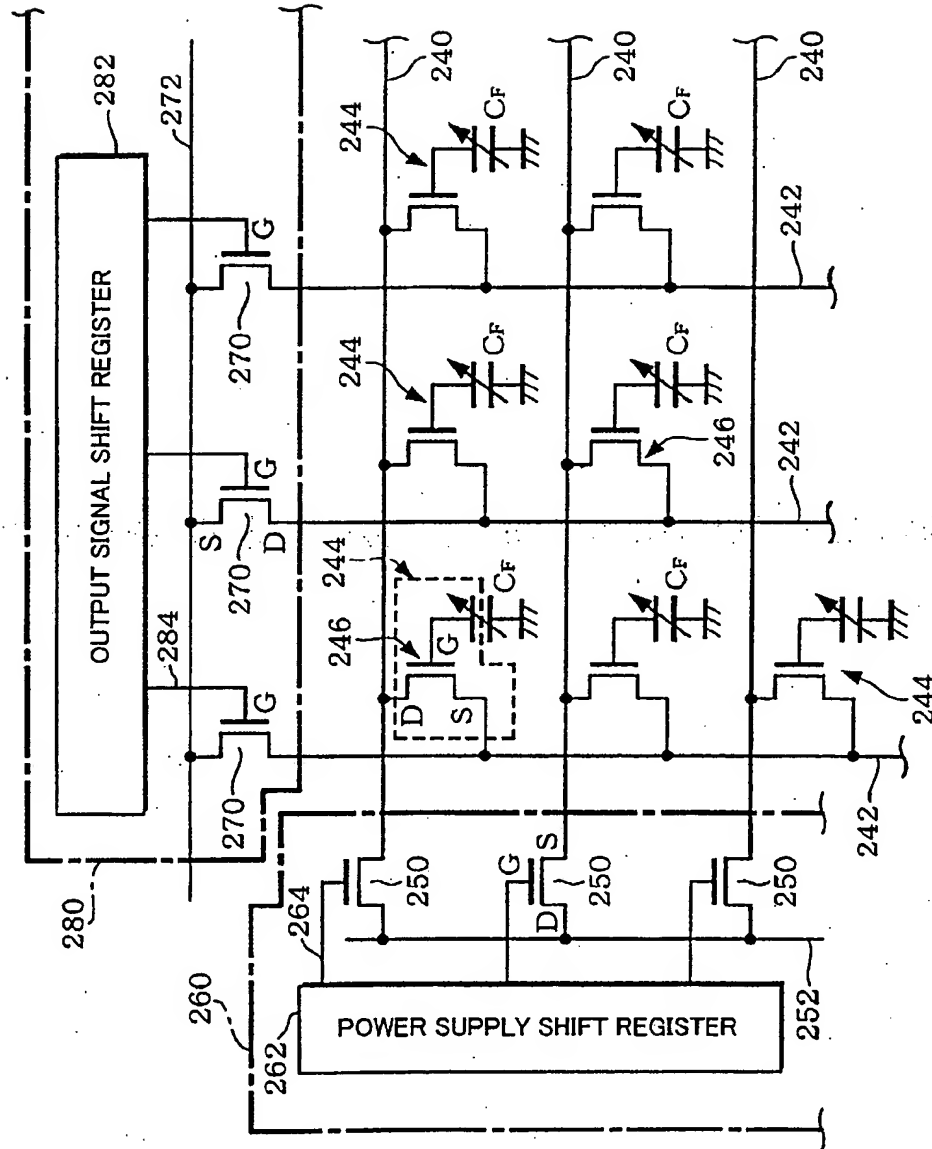 282
272
OUTPUT SIGNAL SHIFT REGISTER
284
G
G
G
S
D
270
270
270
280
240
240
240
244
CF
CF
244
CF
CF
246
244
246
D
G
S
CF
CF
244
242
242
242
260
264
250
G
S
D
250
250
262
POWER SUPPLY SHIFT REGISTER
252